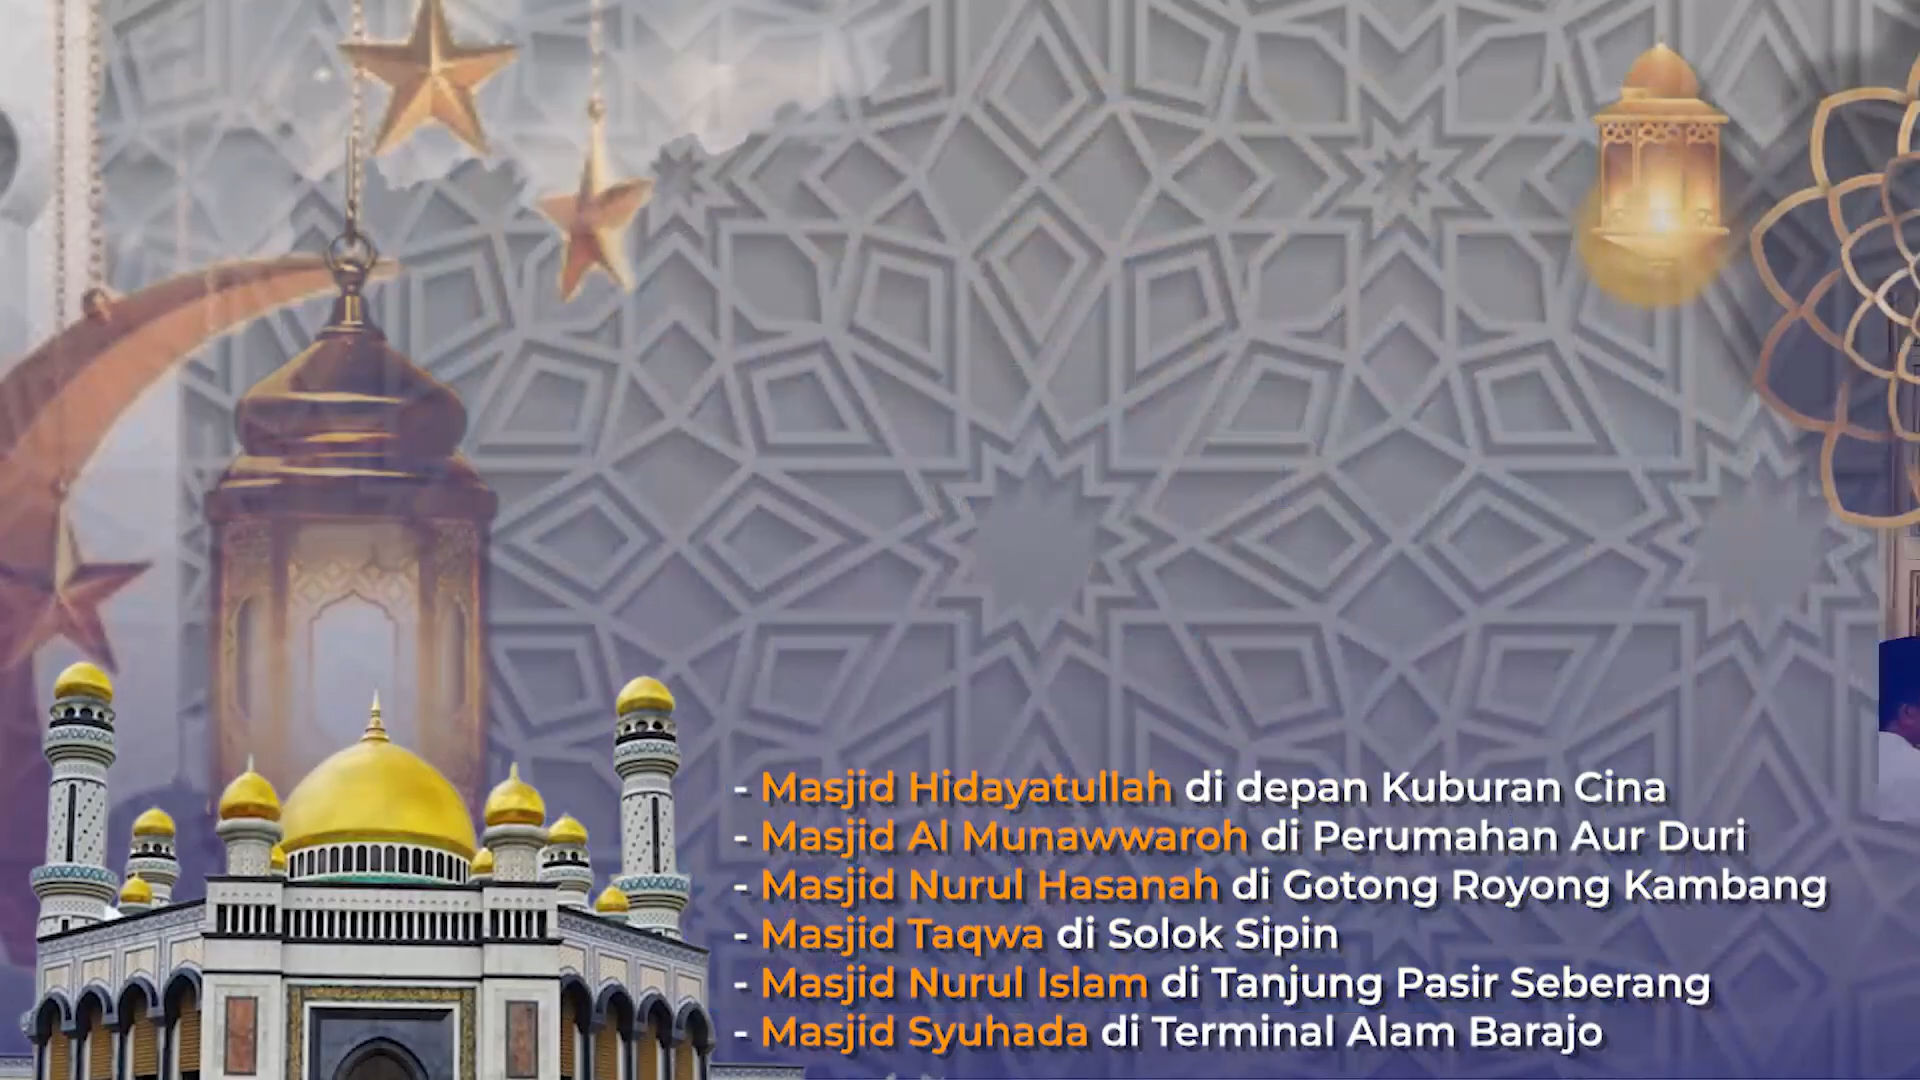 - Masjid Hidayatullah di depan Kuburan Cina
- Masjid Al Munawwaroh di Perumahan Aur Duri
- Masjid Nurul Hasanah di Gotong Royong Kambang
- Masjid Taqwa di Solok Sipin
- Masjid Nurul Islam di Tanjung Pasir Seberang
- Masjid Syuhada di Terminal Alam Barajo